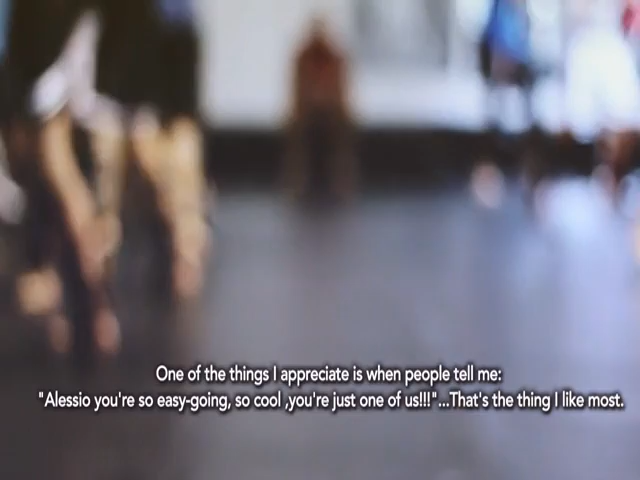 One of the things I appreciate is when people tell me:
"Alessio you're so easy-going, so cool ,you're just one of us!!!"...That's the thing I like most.